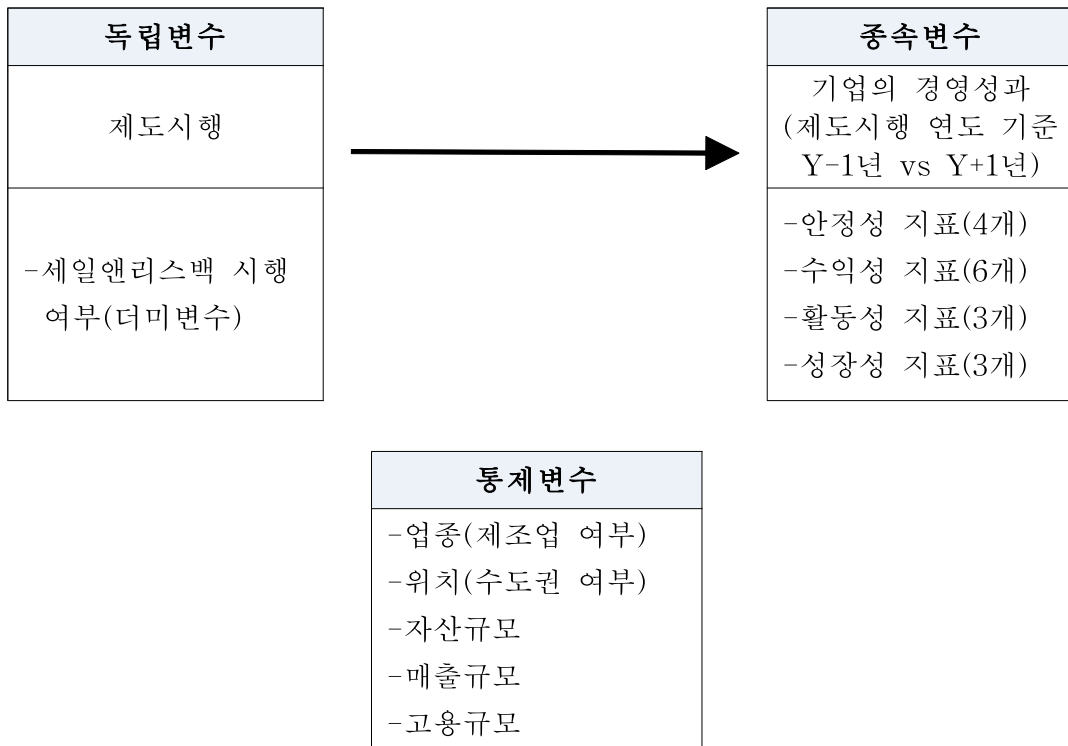 독립변수
제도시행
-세일앤리스백 시행
여부(더미변수)
종속변수
기업의 경영성과
(제도시행 연도 기준
Y-1년 vs Y+1년)
-안정성 지표(4개)
-수익성 지표(6개)
-활동성 지표(3개)
-성장성 지표(3개)
통제변수
-업종(제조업 여부)
-위치(수도권 여부)
-자산규모
-매출규모
-고용규모